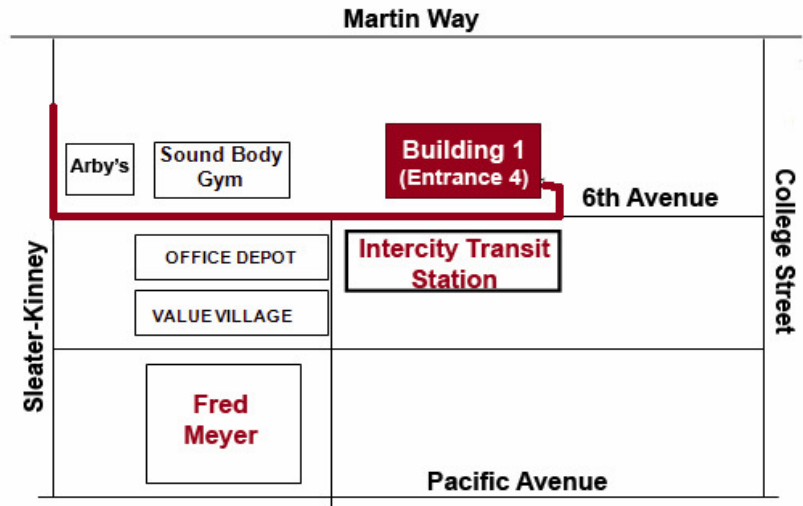 Martin Way
Arby's
Sound Body
Gym
Building 1
(Entrance 4)
6th Avenue
College Street
Sleater-Kinney
OFFICE DEPOT
Intercity Transit
Station
VALUE VILLAGE
Fred
Meyer
Pacific Avenue